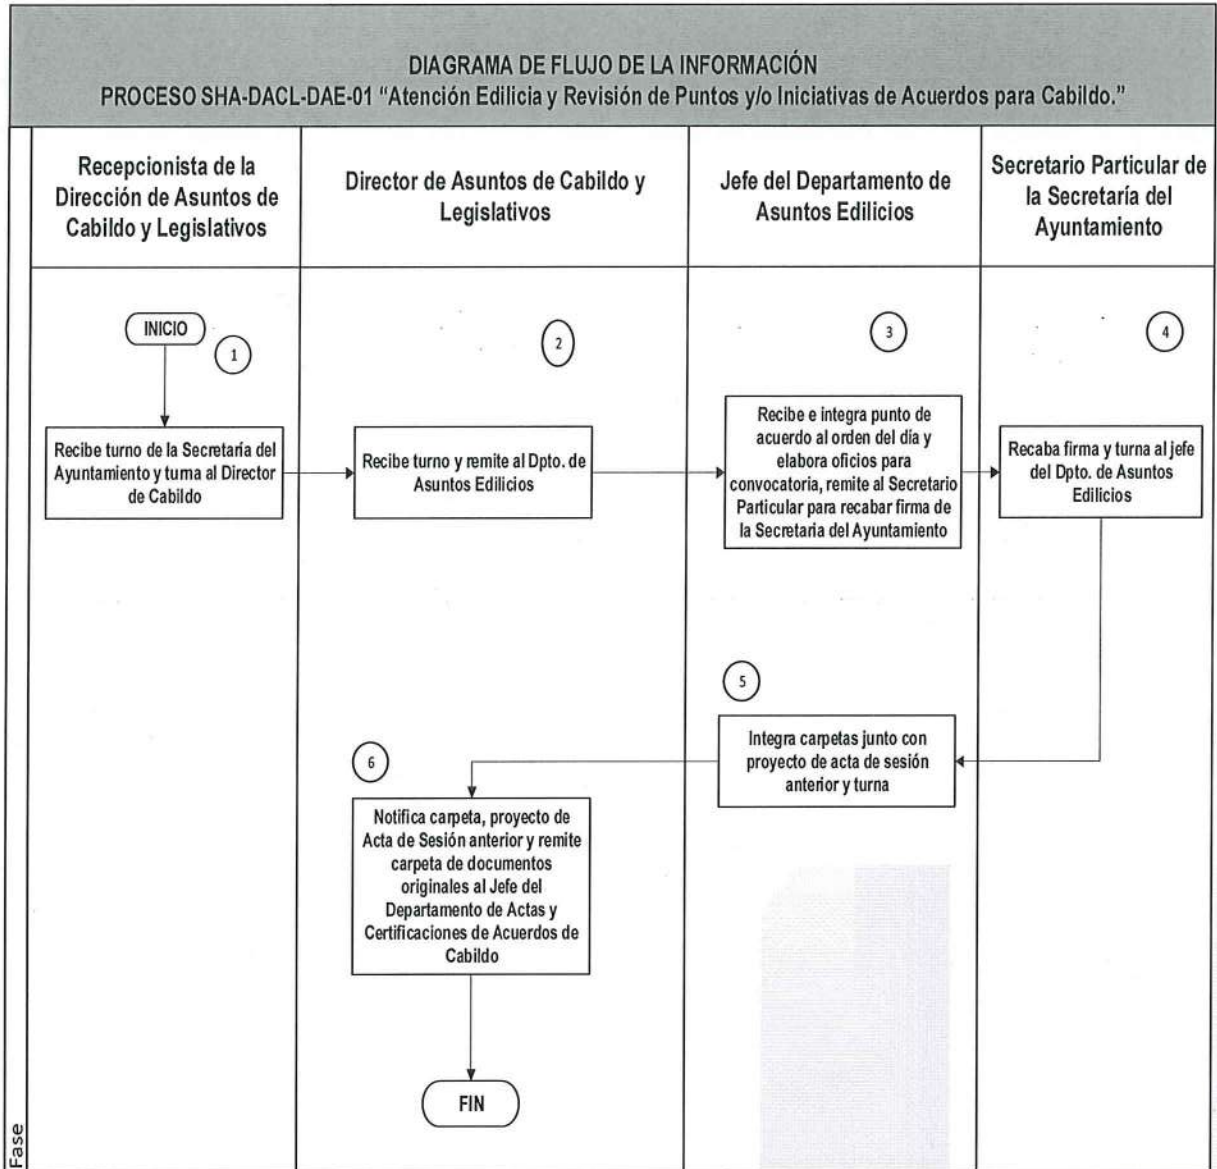 DIAGRAMA DE FLUJO DE LA INFORMACIÓN
PROCESO SHA-DACL-DAE-01 “Atención Edilicia y Revisión de Puntos y/o Iniciativas de Acuerdos para Cabildo.”
Recepcionista de la
Dirección de Asuntos de
Cabildo y Legislativos
Director de Asuntos de Cabildo y
Legislativos
Jefe del Departamento de
Asuntos Edilicios
Secretario Particular de
la Secretaría del
Ayuntamiento
INICIO
1
2
3
4
Recibe turno de la Secretaría del
Ayuntamiento y turna al Director
de Cabildo
Recibe turno y remite al Dpto. de
Asuntos Edilicios
Recibe e integra punto de
acuerdo al orden del día y
elabora oficios para
convocatoria, remite al Secretario
Particular para recabar firma de
la Secretaria del Ayuntamiento
Recaba firma y turna al jefe
del Dpto. de Asuntos
Edilicios
5
Integra carpetas junto con
proyecto de acta de sesión
anterior y turna
6
Notifica carpeta, proyecto de
Acta de Sesión anterior y remite
carpeta de documentos
originales al Jefe del
Departamento de Actas y
Certificaciones de Acuerdos de
Cabildo
FIN
Fase